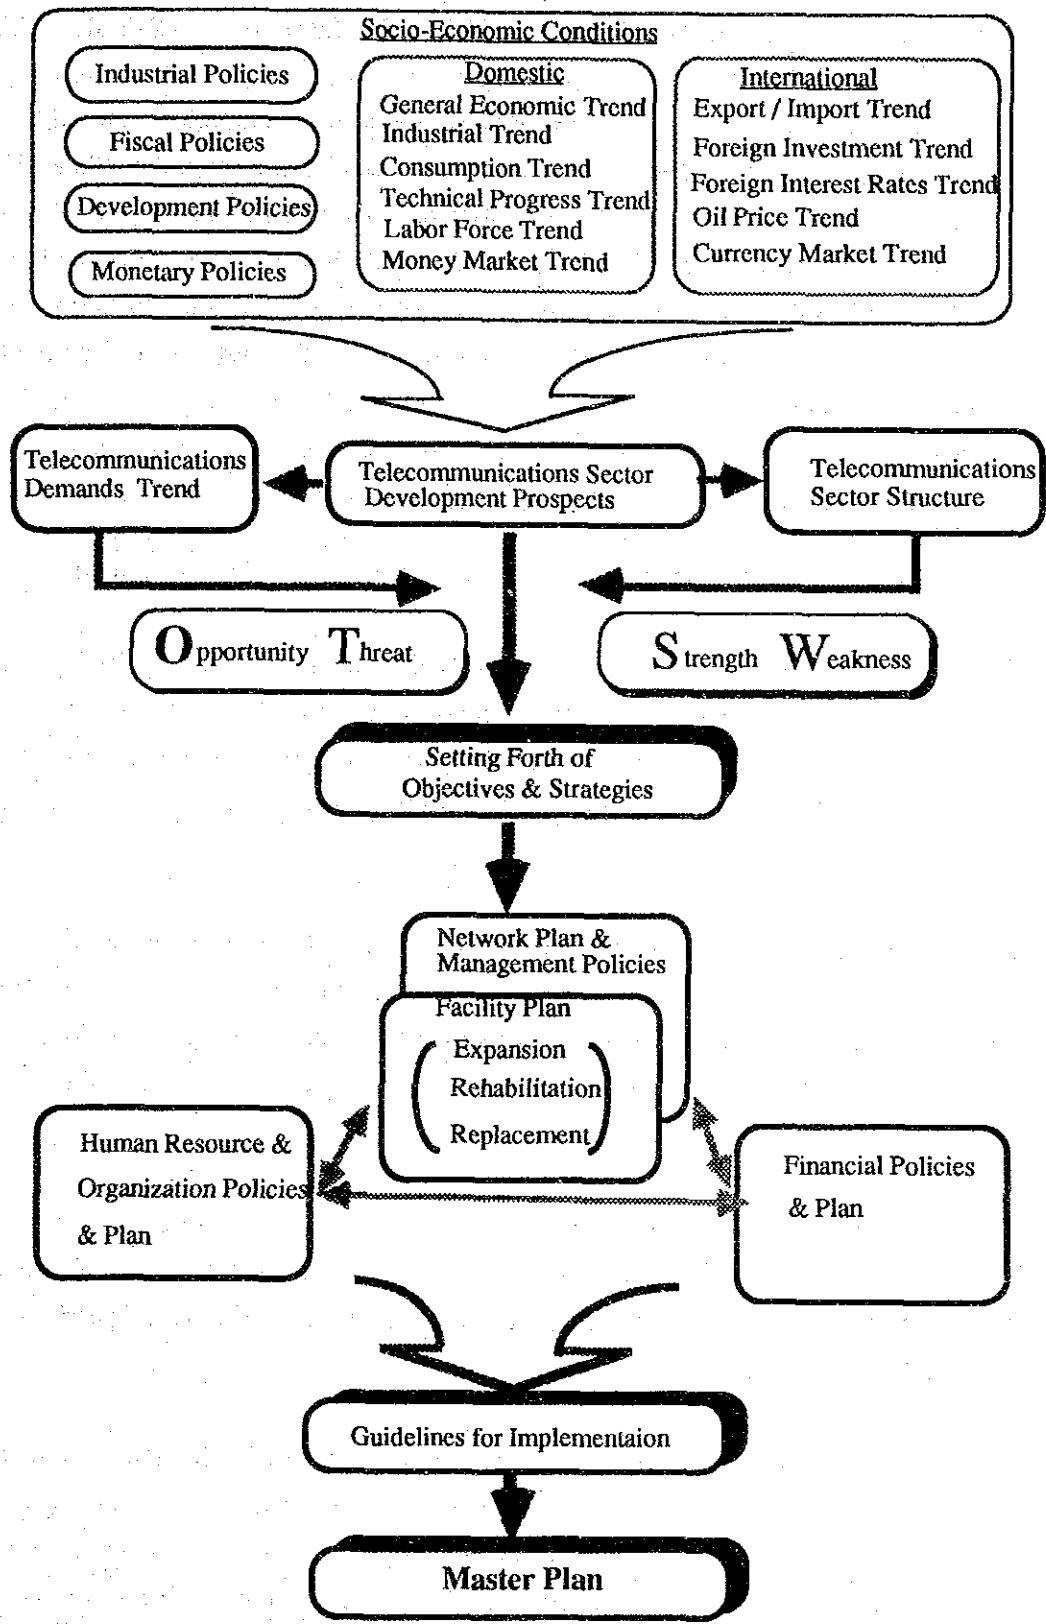 Socio-Economic Conditions
Industrial Policies
Fiscal Policies
Development Policies
Monetary Policies
Domestic
General Economic Trend
Industrial Trend
Consumption Trend
Technical Progress Trend
Labor Force Trend
Money Market Trend
International
Export / Import Trend
Foreign Investment Trend
Foreign Interest Rates Trend
Oil Price Trend
Currency Market Trend
Telecommunications
Demands Trend
Telecommunications Sector
Development Prospects
Telecommunications
Sector Structure
Opportunity Threat
Strength Weakness
Setting Forth of
Objectives & Strategies
Network Plan &
Management Policies
Facility Plan
Expansion
Rehabilitation
Replacement
Human Resource &
Organization Policies
& Plan
Financial Policies
& Plan
Guidelines for Implementaion
Master Plan